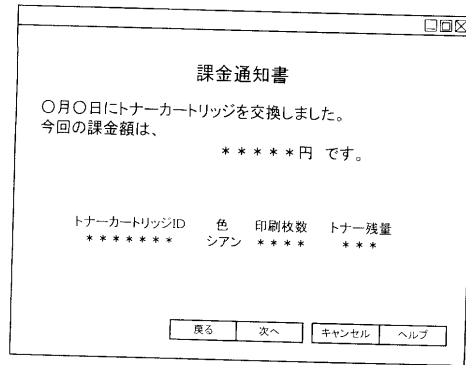 課金通知書
〇月〇日にトナーカートリッジを交換しました。
今回の課金額は、
*****円 です。
トナーカートリッジID 色 印刷枚数 トナー残量
******* シアン **** ***
戻る 次へ キャンセル ヘルプ